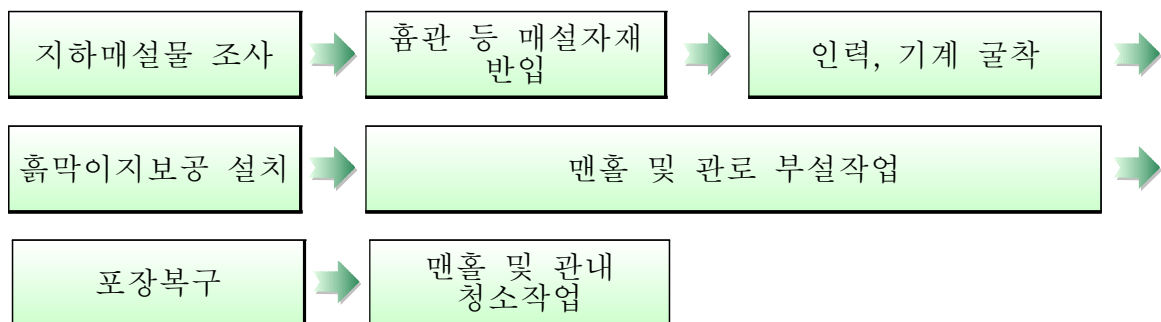 지하매설물 조사
흄관 등 매설자재
반입
인력, 기계 굴착
흙막이지보공 설치
맨홀 및 관로 부설작업
포장복구
맨홀 및 관내
청소작업